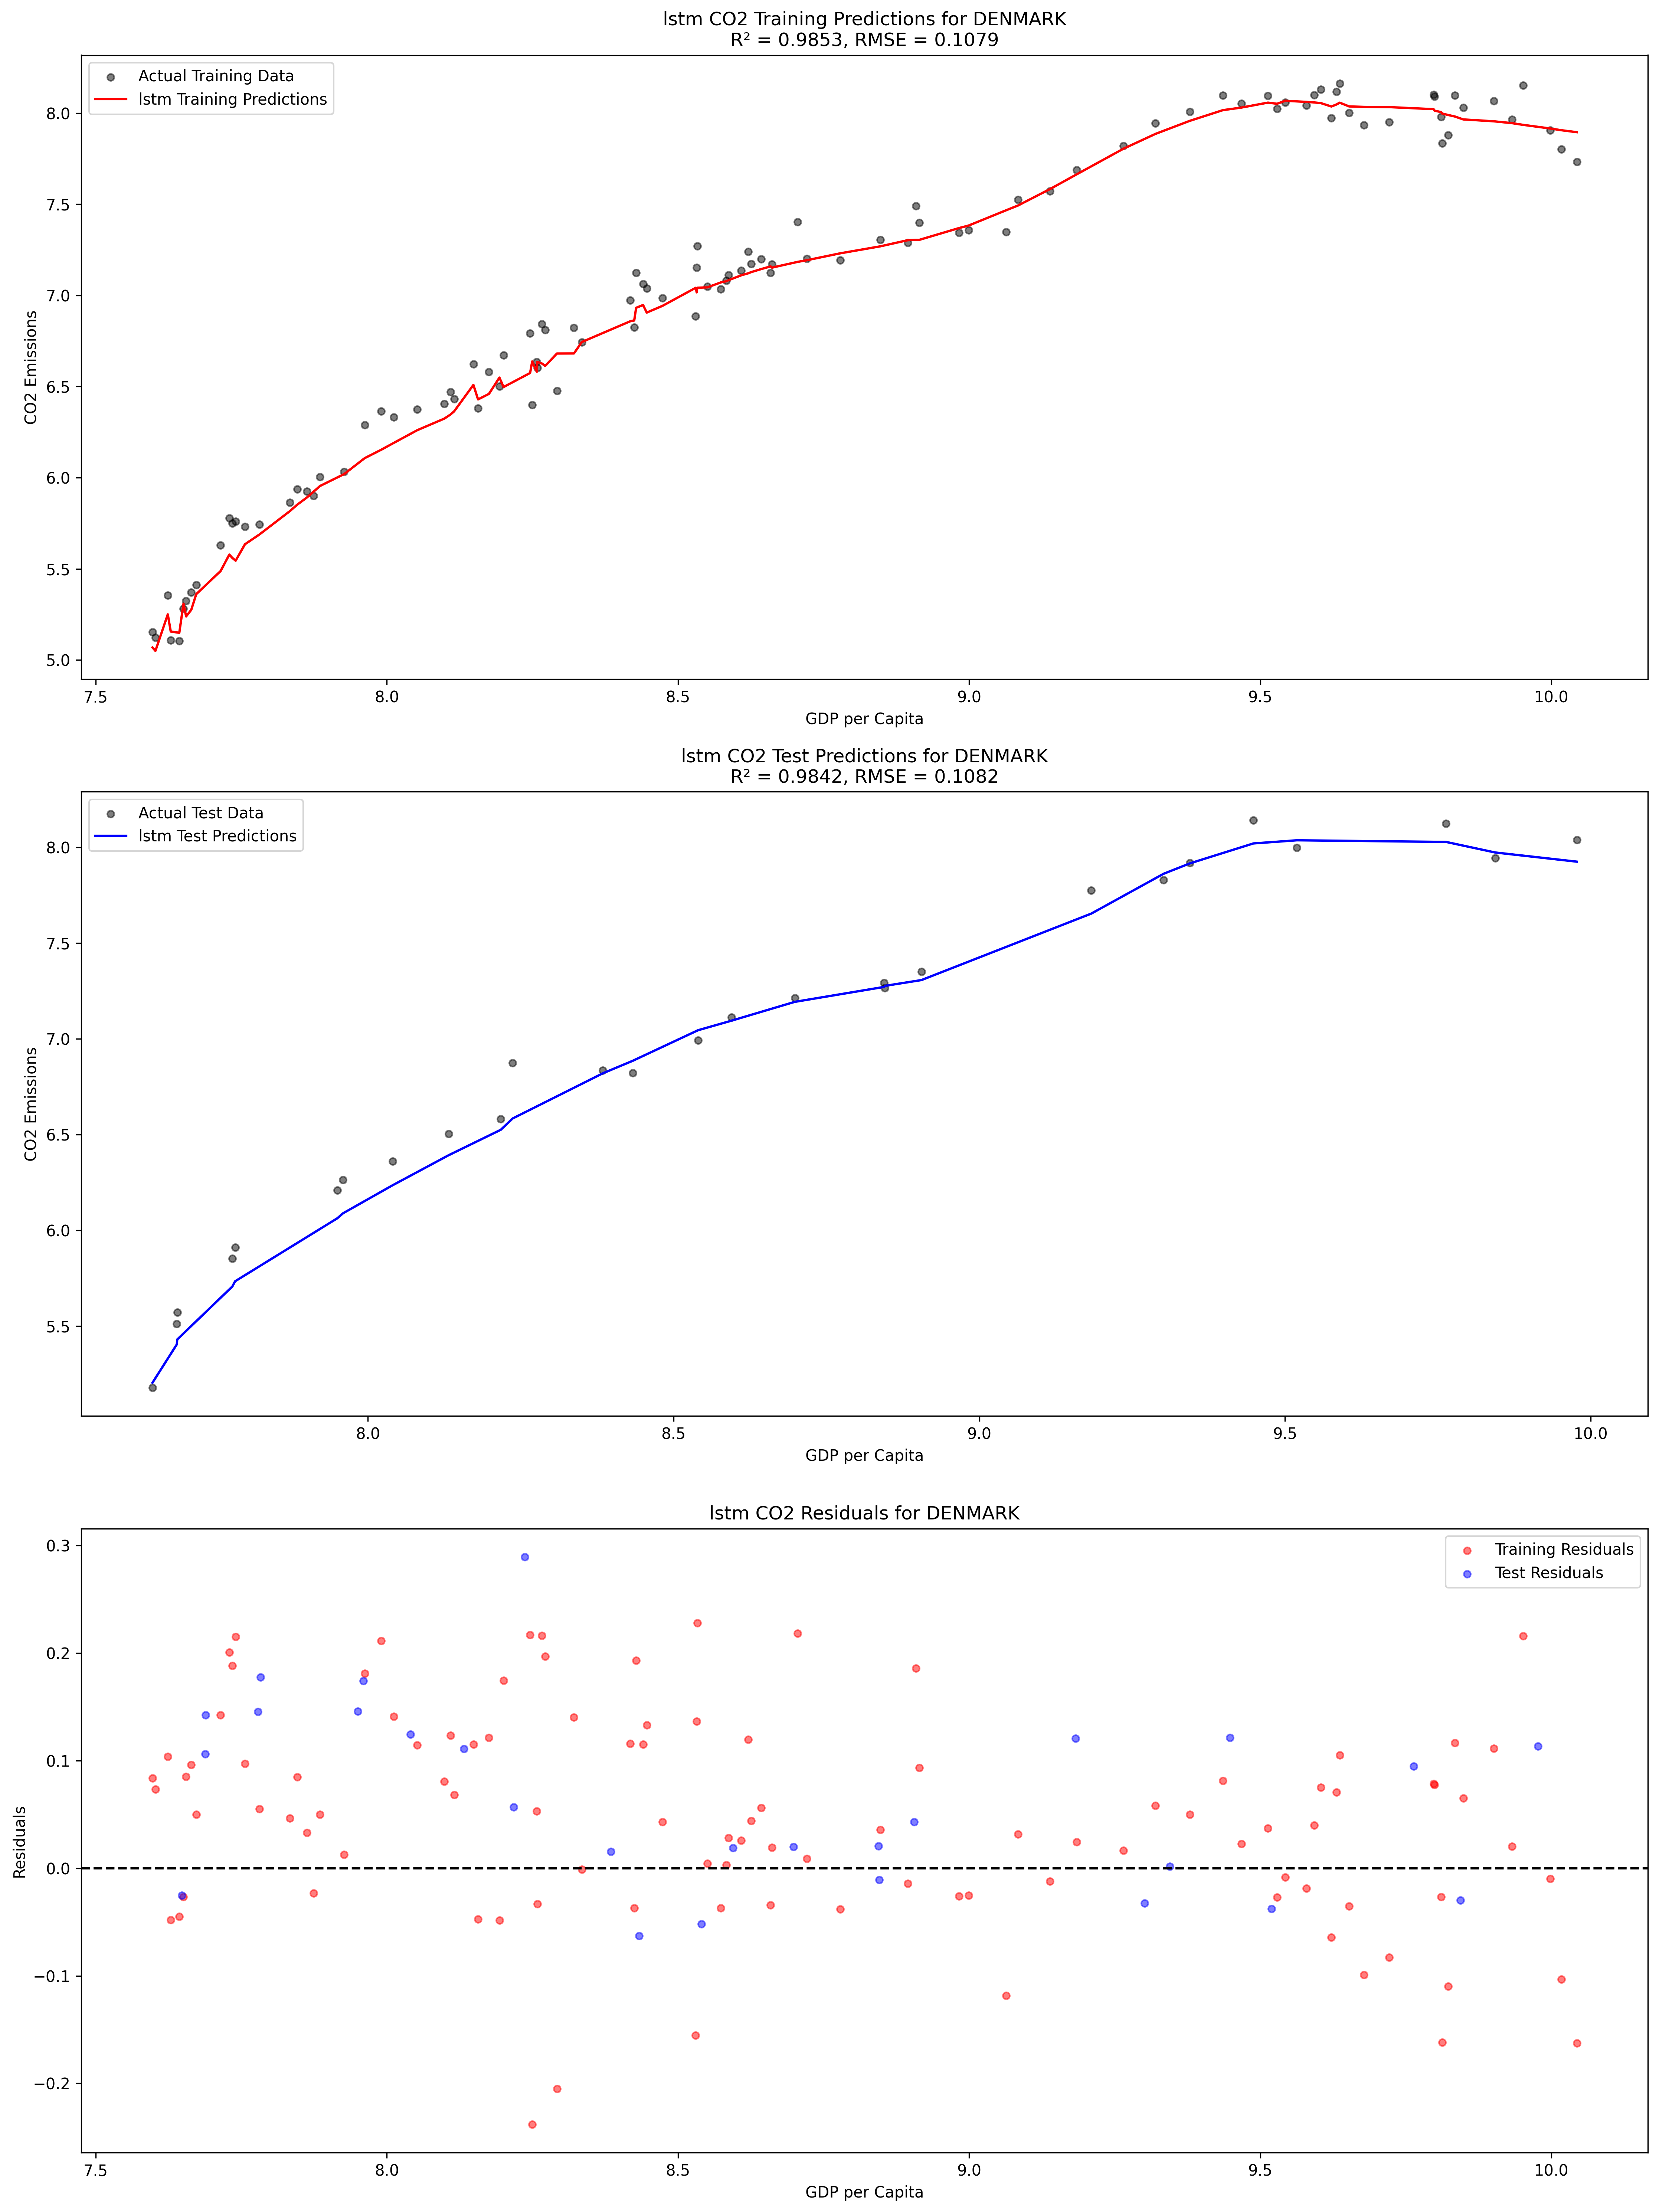 lstm CO2 Training Predictions for DENMARK
R² = 0.9853, RMSE = 0.1079
Actual Training Data
lstm Training Predictions
CO2 Emissions
8.0
7.5
7.0
6.5
6.0
5.5
5.0
7.5 8.0 8.5 9.0 9.5 10.0
GDP per Capita
lstm CO2 Test Predictions for DENMARK
R² = 0.9842, RMSE = 0.1082
Actual Test Data
lstm Test Predictions
CO2 Emissions
8.0
7.5
7.0
6.5
6.0
5.5
8.0 8.5 9.0 9.5 10.0
GDP per Capita
lstm CO2 Residuals for DENMARK
Training Residuals
Test Residuals
Residuals
0.3
0.2
0.1
0.0
−0.1
−0.2
7.5 8.0 8.5 9.0 9.5 10.0
GDP per Capita